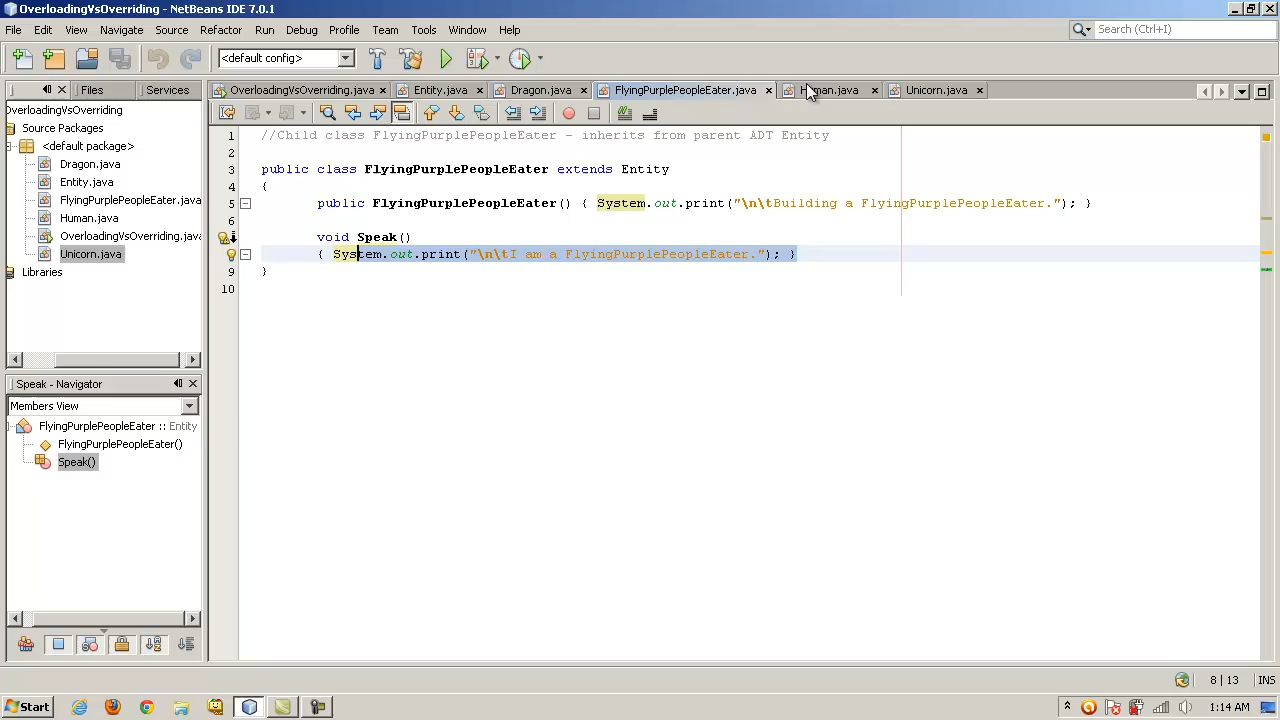 OverloadingVsOverriding - NetBeans IDE 7.0.1
File Edit View Navigate Source Refactor Run Debug Profile Team Tools Window Help
Search (Ctrl+I)
<default config>
Files Services
OverloadingVsOverriding.java Entity.java Dragon.java FlyingPurplePeopleEater.java Human.java Unicorn.java
OverloadingVsOverriding
Source Packages
<default package>
Dragon.java
Entity.java
FlyingPurplePeopleEater.java
Human.java
OverloadingVsOverriding.java
Unicorn.java
Libraries
1 //Child class FlyingPurplePeopleEater - inherits from parent ADT Entity
2
3 public class FlyingPurplePeopleEater extends Entity
4 {
5 public FlyingPurplePeopleEater() { System.out.print("\n\tBuilding a FlyingPurplePeopleEater."); }
6
void Speak()
{ System.out.print("\n\tI am a FlyingPurplePeopleEater."); }
9 }
10
Speak - Navigator
Members View
FlyingPurplePeopleEater :: Entity
FlyingPurplePeopleEater()
Speak()
8 | 13 INS
Start
1:14 AM